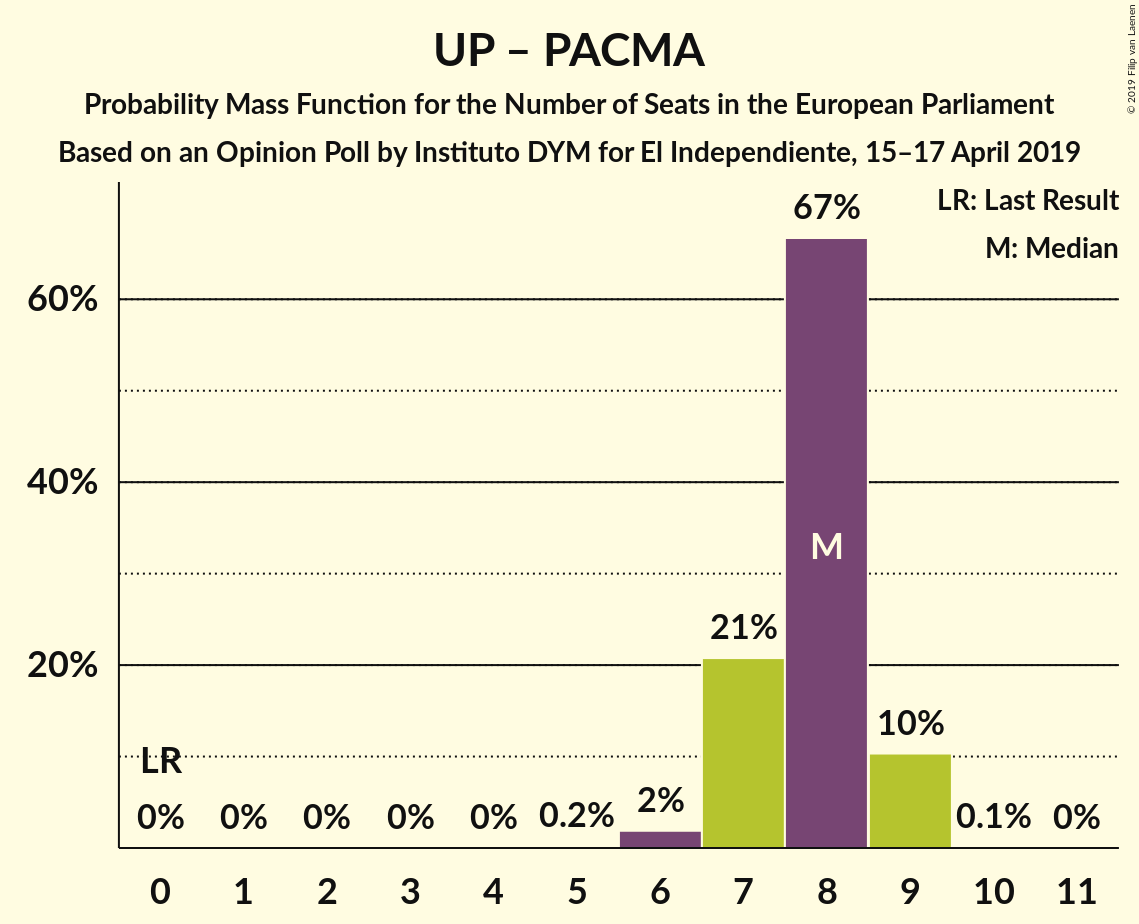 UP – PACMA
Probability Mass Function for the Number of Seats in the European Parliament
Based on an Opinion Poll by Instituto DYM for El Independiente, 15–17 April 2019
© 2019 Filip van Laenen
LR: Last Result
M: Median
67%
60%
40%
M
21%
20%
10%
LR
2%
0% 0% 0% 0% 0% 0.2% 0.1% 0%
0 1 2 3 4 5 6 7 8 9 10 11